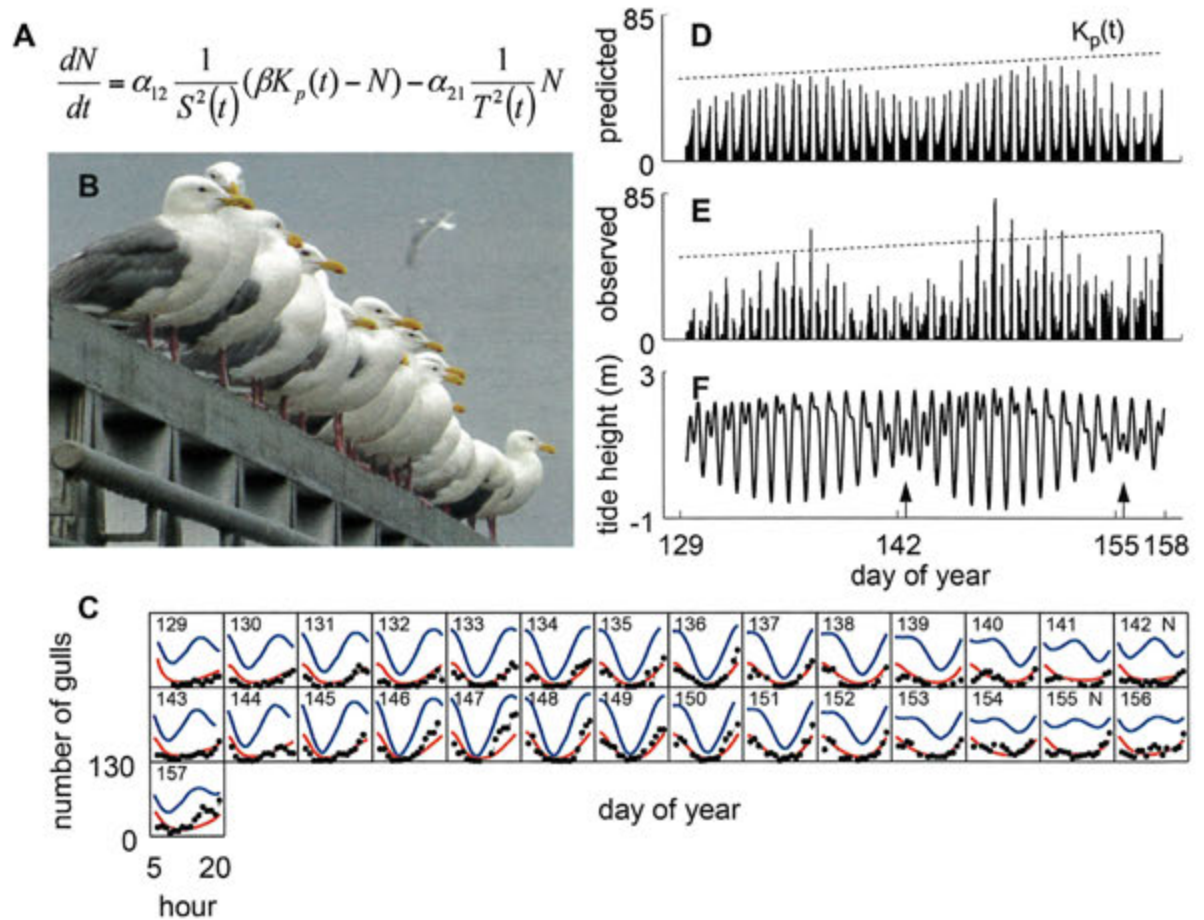 A
dN/dt = α₁₂ 1/S²(t) (βKₚ(t) − N) − α₂₁ 1/T²(t) N
B
D
Kₚ(t)
predicted
85
0
E
observed
85
0
F
tide height (m)
3
-1
129 142 155 158
day of year
C
number of gulls
129 130 131 132 133 134 135 136 137 138 139 140 141 142 N
143 144 145 146 147 148 149 150 151 152 153 154 155 N 156
130
157
0
5 20
hour
day of year